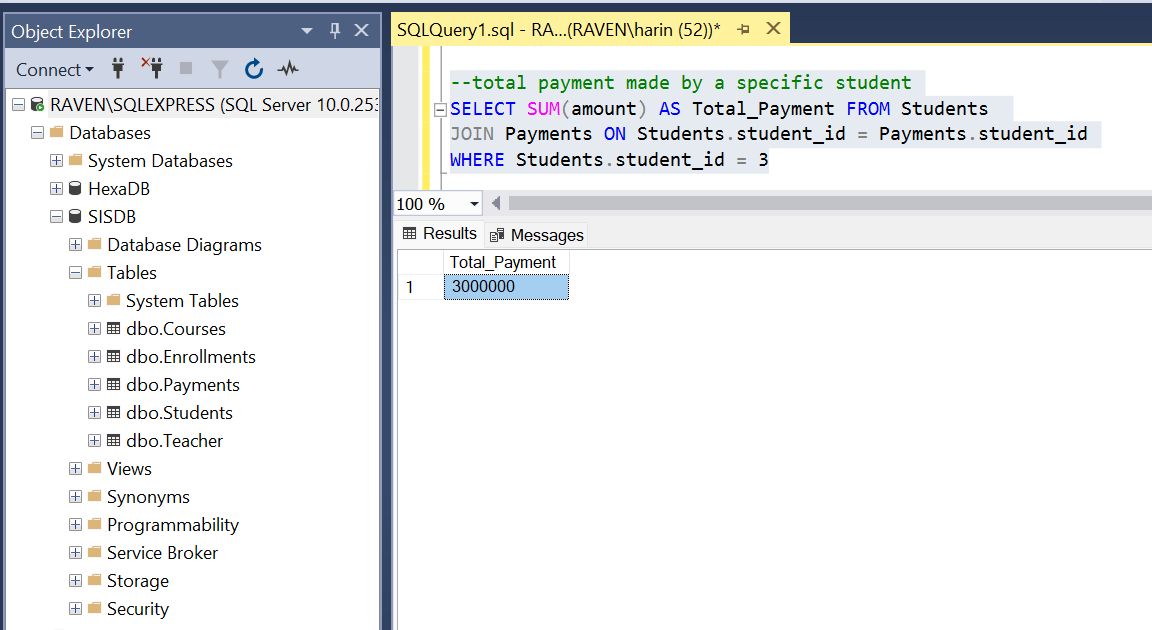 Object Explorer
Connect
RAVEN\SQLEXPRESS (SQL Server 10.0.253
Databases
System Databases
HexaDB
SISDB
Database Diagrams
Tables
System Tables
dbo.Courses
dbo.Enrollments
dbo.Payments
dbo.Students
dbo.Teacher
Views
Synonyms
Programmability
Service Broker
Storage
Security
SQLQuery1.sql - RA...(RAVEN\harin (52))*
--total payment made by a specific student
SELECT SUM(amount) AS Total_Payment FROM Students
JOIN Payments ON Students.student_id = Payments.student_id
WHERE Students.student_id = 3
100 %
Results Messages
Total_Payment
1 3000000